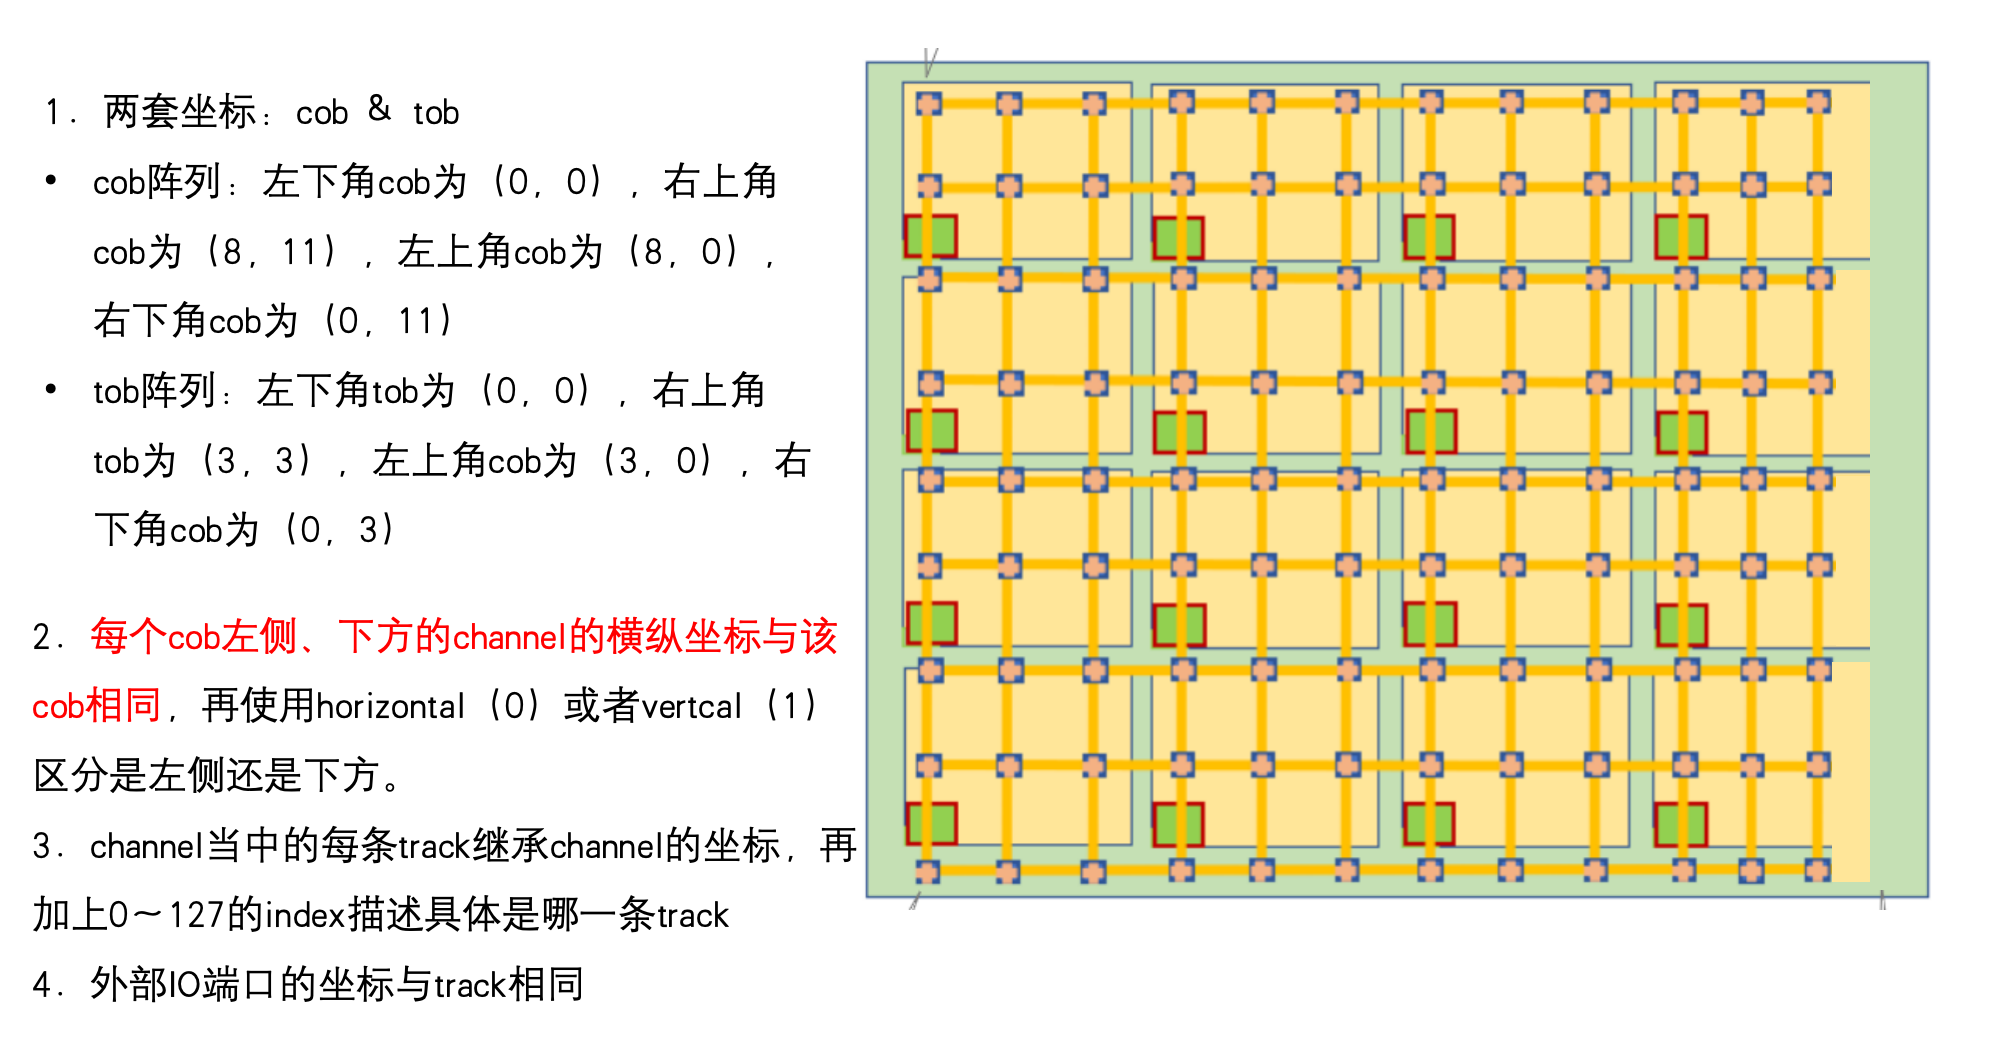 1. 两套坐标：cob & tob
• cob阵列：左下角cob为（0，0），右上角
cob为（8，11），左上角cob为（8，0），
右下角cob为（0，11）
• tob阵列：左下角tob为（0，0），右上角
tob为（3，3），左上角cob为（3，0），右
下角cob为（0，3）
2. 每个cob左侧、下方的channel的横纵坐标与该
cob相同，再使用horizontal（0）或者vertcal（1）
区分是左侧还是下方。
3. channel当中的每条track继承channel的坐标，再
加上0～127的index描述具体是哪一条track
4. 外部IO端口的坐标与track相同